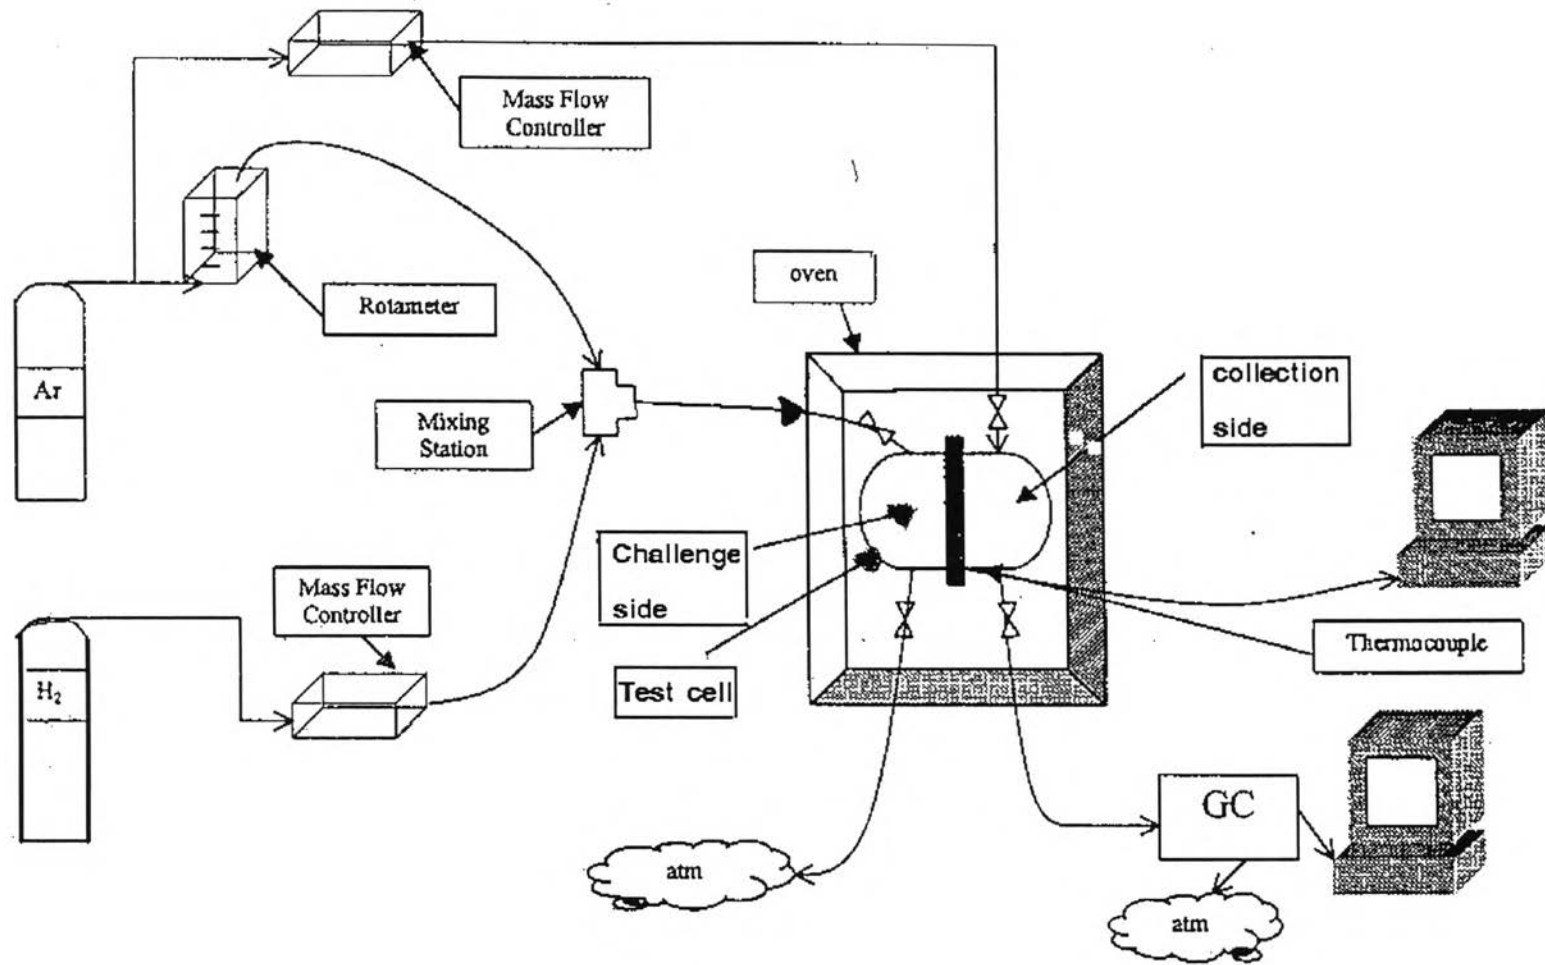 Mass Flow
Controller
oven
Rotameter
collection
side
Ar
Mixing
Station
Challenge
side
Mass Flow
Controller
Thermocouple
H₂
Test cell
GC
atm
atm